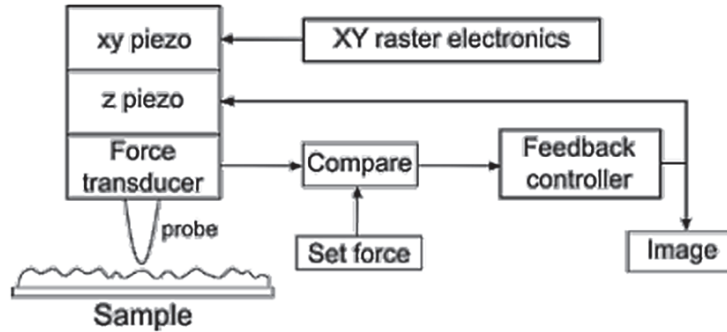 xy piezo
XY raster electronics
z piezo
Force
transducer
Compare
Feedback
controller
probe
Set force
Image
Sample